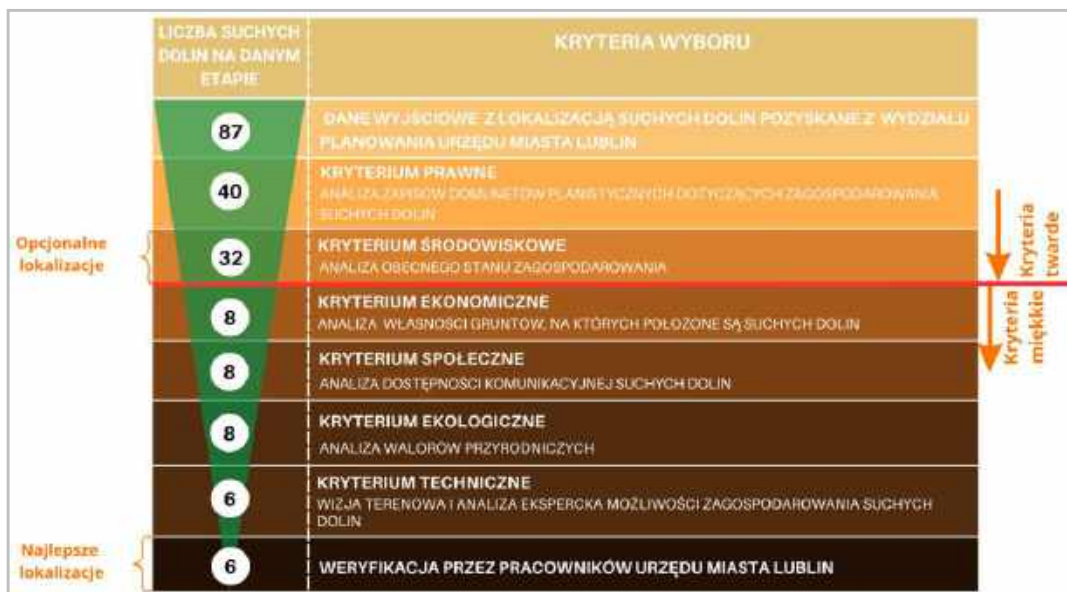 LICZBA SUCHYCH
DOLIN NA DANYM
ETAPIE
KRYTERIA WYBORU
87
DANE WYJŚCIOWE Z LOKALIZACJĄ SUCHYCH DOLIN POZYSKANE Z WYDZIAŁU
PLANOWANIA URZĘDU MIASTA LUBLIN
40
KRYTERIUM PRAWNE
ANALIZA ZAPISÓW DOMUNETÓW PLANISTYCZNYCH DOTYCZĄCYCH ZAGOSPODAROWANIA
SUCHYCH DOLIN
Opcjonalne
lokalizacje
32
KRYTERIUM ŚRODOWISKOWE
ANALIZA OBECNEGO STANU ZAGOSPODAROWANIA
Kryteria
twarde
8
KRYTERIUM EKONOMICZNE
ANALIZA WŁASNOŚCI GRUNTÓW, NA KTÓRYCH POŁOŻONE SĄ SUCHYCH DOLIN
Kryteria
miękkie
8
KRYTERIUM SPOŁECZNE
ANALIZA DOSTĘPNOŚCI KOMUNIKACYJNEJ SUCHYCH DOLIN
8
KRYTERIUM EKOLOGICZNE
ANALIZA WALORÓW PRZYRODNICZYCH
6
KRYTERIUM TECHNICZNE
WIZJA TERENOWA I ANALIZA EKSPERCKA MOŻLIWOŚCI ZAGOSPODAROWANIA SUCHYCH
DOLIN
Najlepsze
lokalizacje
6
WERYFIKACJA PRZEZ PRACOWNIKÓW URZĘDU MIASTA LUBLIN